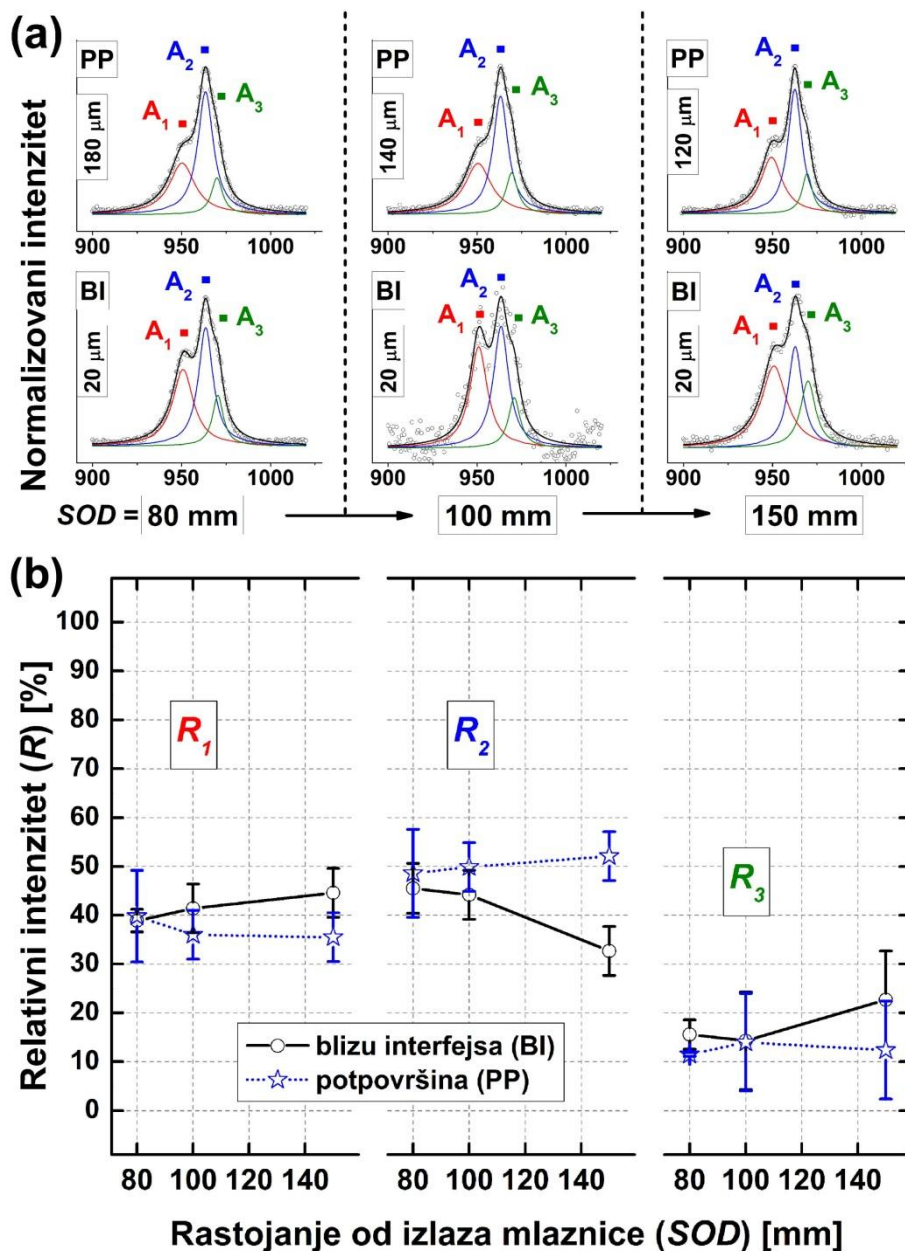 (a)
Normalizovani intenzitet
PP
180 μm
A1
A2
A3
900 950 1000
PP
140 μm
A1
A2
A3
900 950 1000
PP
120 μm
A1
A2
A3
900 950 1000
BI
20 μm
A1
A2
A3
900 950 1000
BI
20 μm
A1
A2
A3
900 950 1000
BI
20 μm
A1
A2
A3
900 950 1000
SOD = 80 mm
100 mm
150 mm
(b)
Relativni intenzitet (R) [%]
100
90
80
70
60
50
40
30
20
10
0
R1
R2
R3
blizu interfejsa (BI)
potpovršina (PP)
80 100 120 140
80 100 120 140
80 100 120 140
Rastojanje od izlaza mlaznice (SOD) [mm]